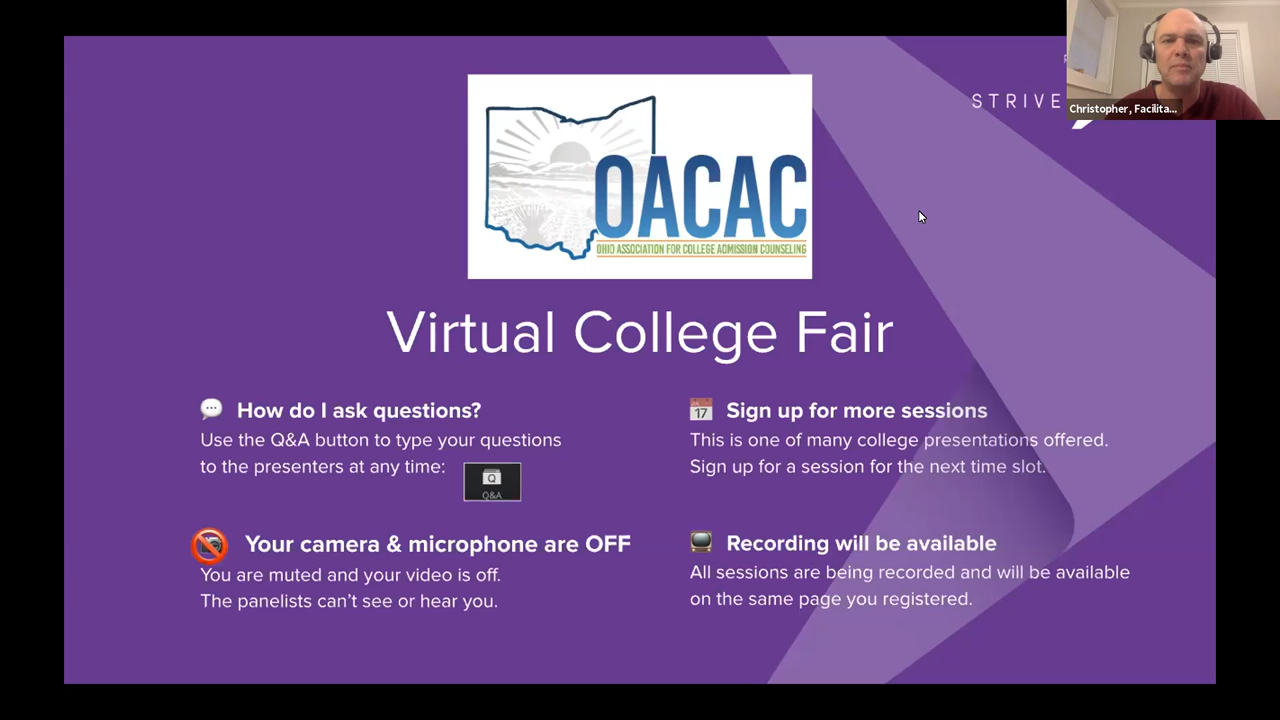 STRIVE
Christopher, Facilita...
OACAC
OHIO ASSOCIATION FOR COLLEGE ADMISSION COUNSELING
Virtual College Fair
How do I ask questions?
Use the Q&A button to type your questions
to the presenters at any time:
Q
Q&A
Sign up for more sessions
17
This is one of many college presentations offered.
Sign up for a session for the next time slot.
Your camera & microphone are OFF
You are muted and your video is off.
The panelists can't see or hear you.
Recording will be available
All sessions are being recorded and will be available
on the same page you registered.